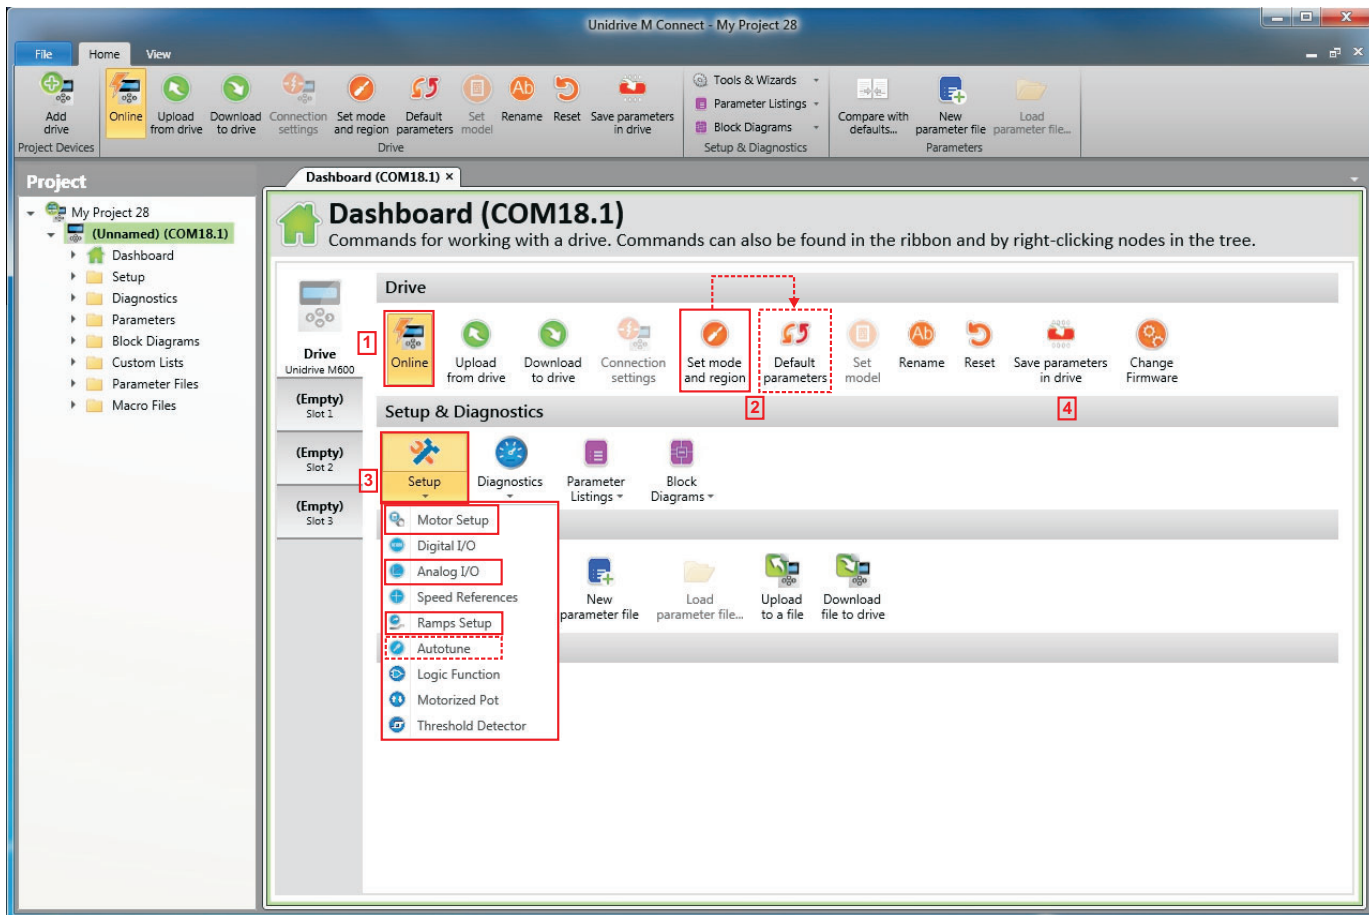 Unidrive M Connect - My Project 28
File Home View
Add drive
Online
Upload from drive
Download to drive
Connection settings
Set mode and region
Default parameters
Set model
Rename
Reset
Save parameters in drive
Tools & Wizards
Parameter Listings
Block Diagrams
Compare with defaults...
New parameter file
Load parameter file...
Project Devices
Drive
Setup & Diagnostics
Parameters
Project
My Project 28
(Unnamed) (COM18.1)
Dashboard
Setup
Diagnostics
Parameters
Block Diagrams
Custom Lists
Parameter Files
Macro Files
Dashboard (COM18.1) ×
Dashboard (COM18.1)
Commands for working with a drive. Commands can also be found in the ribbon and by right-clicking nodes in the tree.
Drive
Unidrive M600
(Empty)
Slot 1
(Empty)
Slot 2
(Empty)
Slot 3
Drive
1
Online
Upload
from drive
Download
to drive
Connection
settings
Set mode
and region
Default
parameters
Ab
Set
model
Rename
Reset
Save parameters
in drive
Change
Firmware
2
4
Setup & Diagnostics
3
Setup
Diagnostics
Parameter
Listings
Block
Diagrams
Motor Setup
Digital I/O
Analog I/O
Speed References
Ramps Setup
Autotune
Logic Function
Motorized Pot
Threshold Detector
New
parameter file
Load
parameter file...
Upload
to a file
Download
file to drive